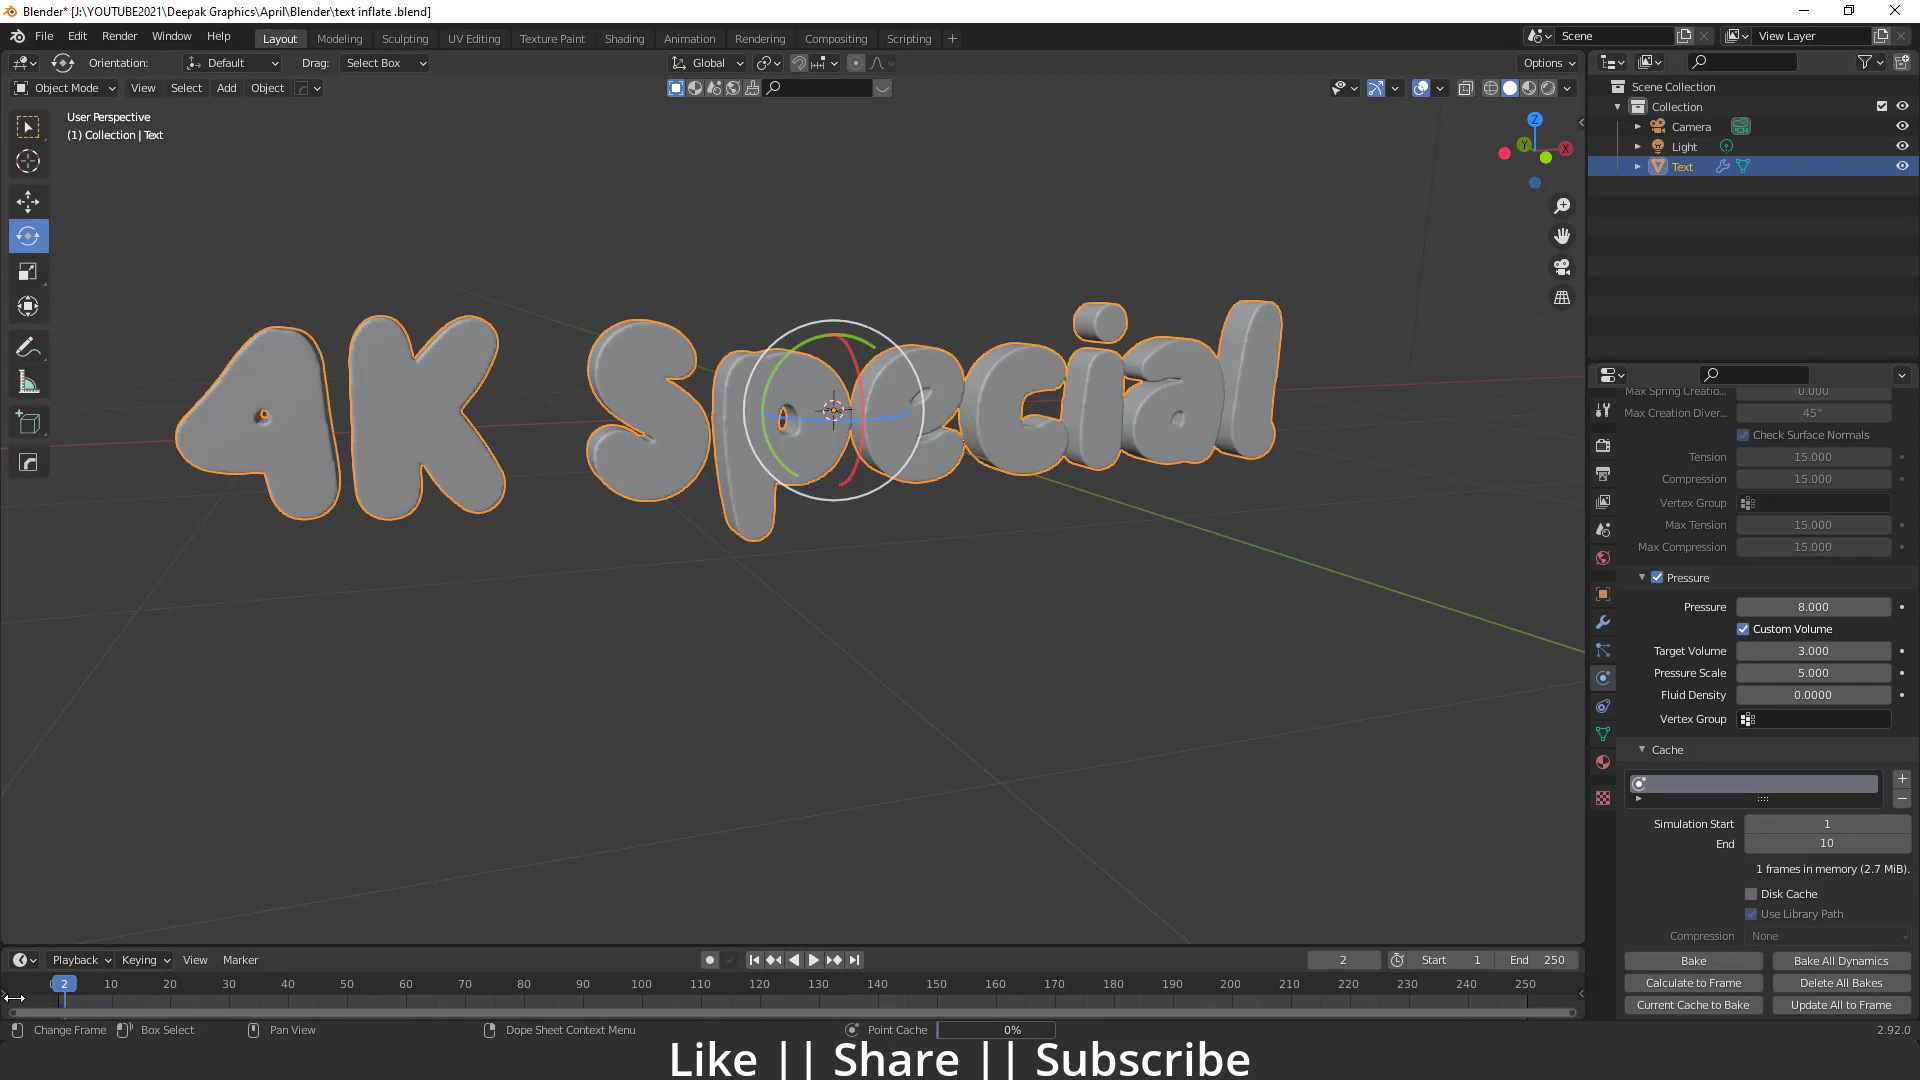 Blender* [J:\YOUTUBE2021\Deepak Graphics\April\Blender\text inflate .blend]
File Edit Render Window Help
Layout Modeling Sculpting UV Editing Texture Paint Shading Animation Rendering Compositing Scripting +
Scene
View Layer
Orientation: Default Drag: Select Box
Global
Options
Object Mode View Select Add Object
User Perspective
(1) Collection | Text
Z
Y
X
4K Special
Scene Collection
Collection
Camera
Light
Text
Max Spring Creatio... 0.000
Max Creation Diver... 45°
Check Surface Normals
Tension 15.000
Compression 15.000
Vertex Group
Max Tension 15.000
Max Compression 15.000
Pressure
Pressure 8.000
Custom Volume
Target Volume 3.000
Pressure Scale 5.000
Fluid Density 0.0000
Vertex Group
Cache
Simulation Start 1
End 10
1 frames in memory (2.7 MiB).
Disk Cache
Use Library Path
Compression None
Bake Bake All Dynamics
Calculate to Frame Delete All Bakes
Current Cache to Bake Update All to Frame
Playback Keying View Marker
2 Start 1 End 250
2 10 20 30 40 50 60 70 80 90 100 110 120 130 140 150 160 170 180 190 200 210 220 230 240 250
Change Frame Box Select Pan View Dope Sheet Context Menu Point Cache 0% 2.92.0
Like || Share || Subscribe